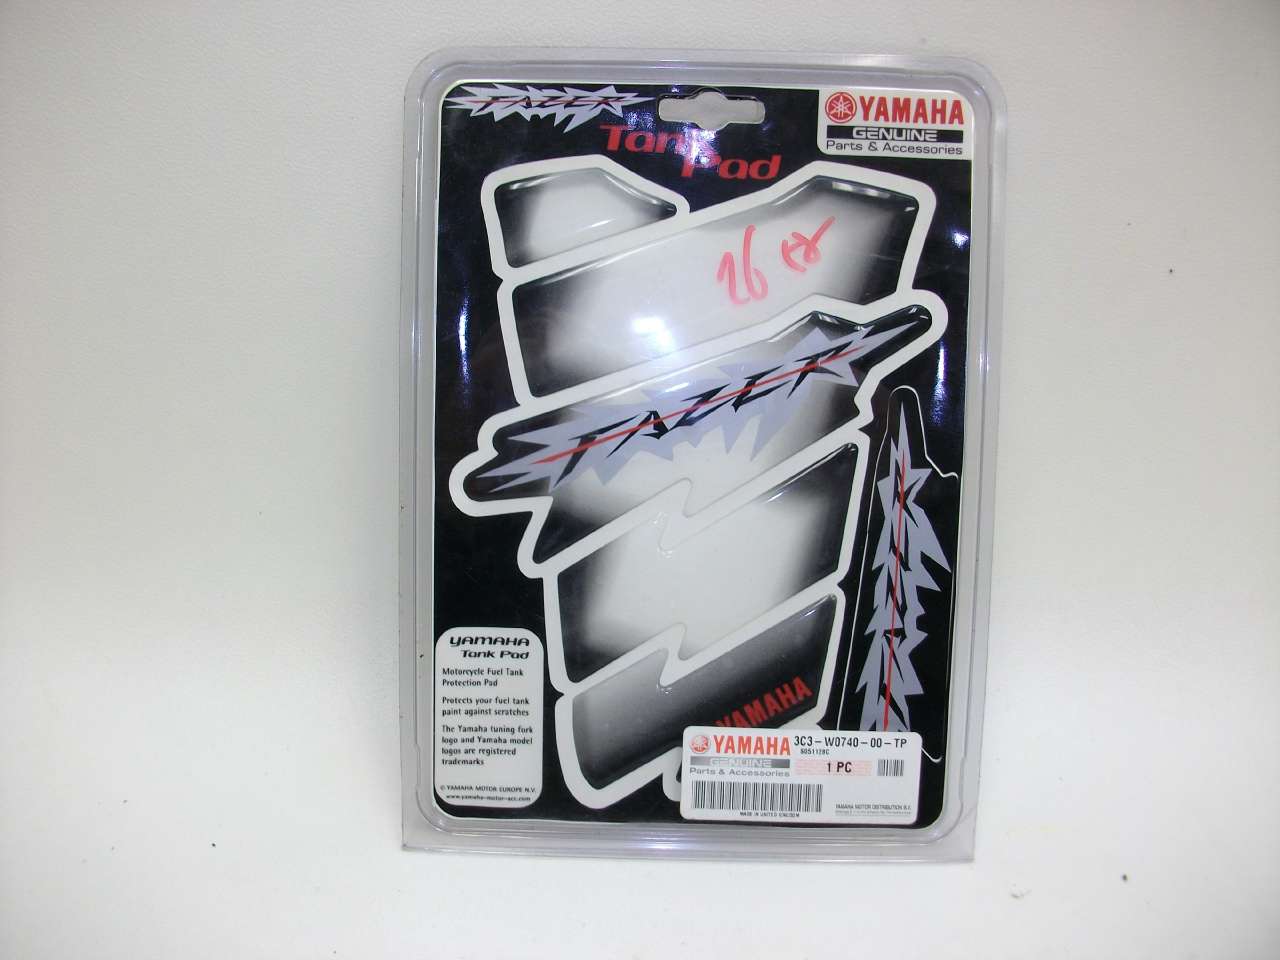 FAZER
Tank
Pad
YAMAHA
GENUINE
Parts & Accessories
26
FAZER
FAZER
YAMAHA
YAMAHA
Tank Pad
Motorcycle Fuel Tank
Protection Pad
Protects your fuel tank
paint against scratches
The Yamaha tuning fork
logo and Yamaha model
logos are registered
trademarks
© YAMAHA MOTOR EUROPE N.V.
www.yamaha-motor-acc.com
YAMAHA
GENUINE
Parts & Accessories
3C3-W0740-00-TP
6051128C
1 PC
MADE IN UNITED KINGDOM
YAMAHA MOTOR DISTRIBUTION N.V.